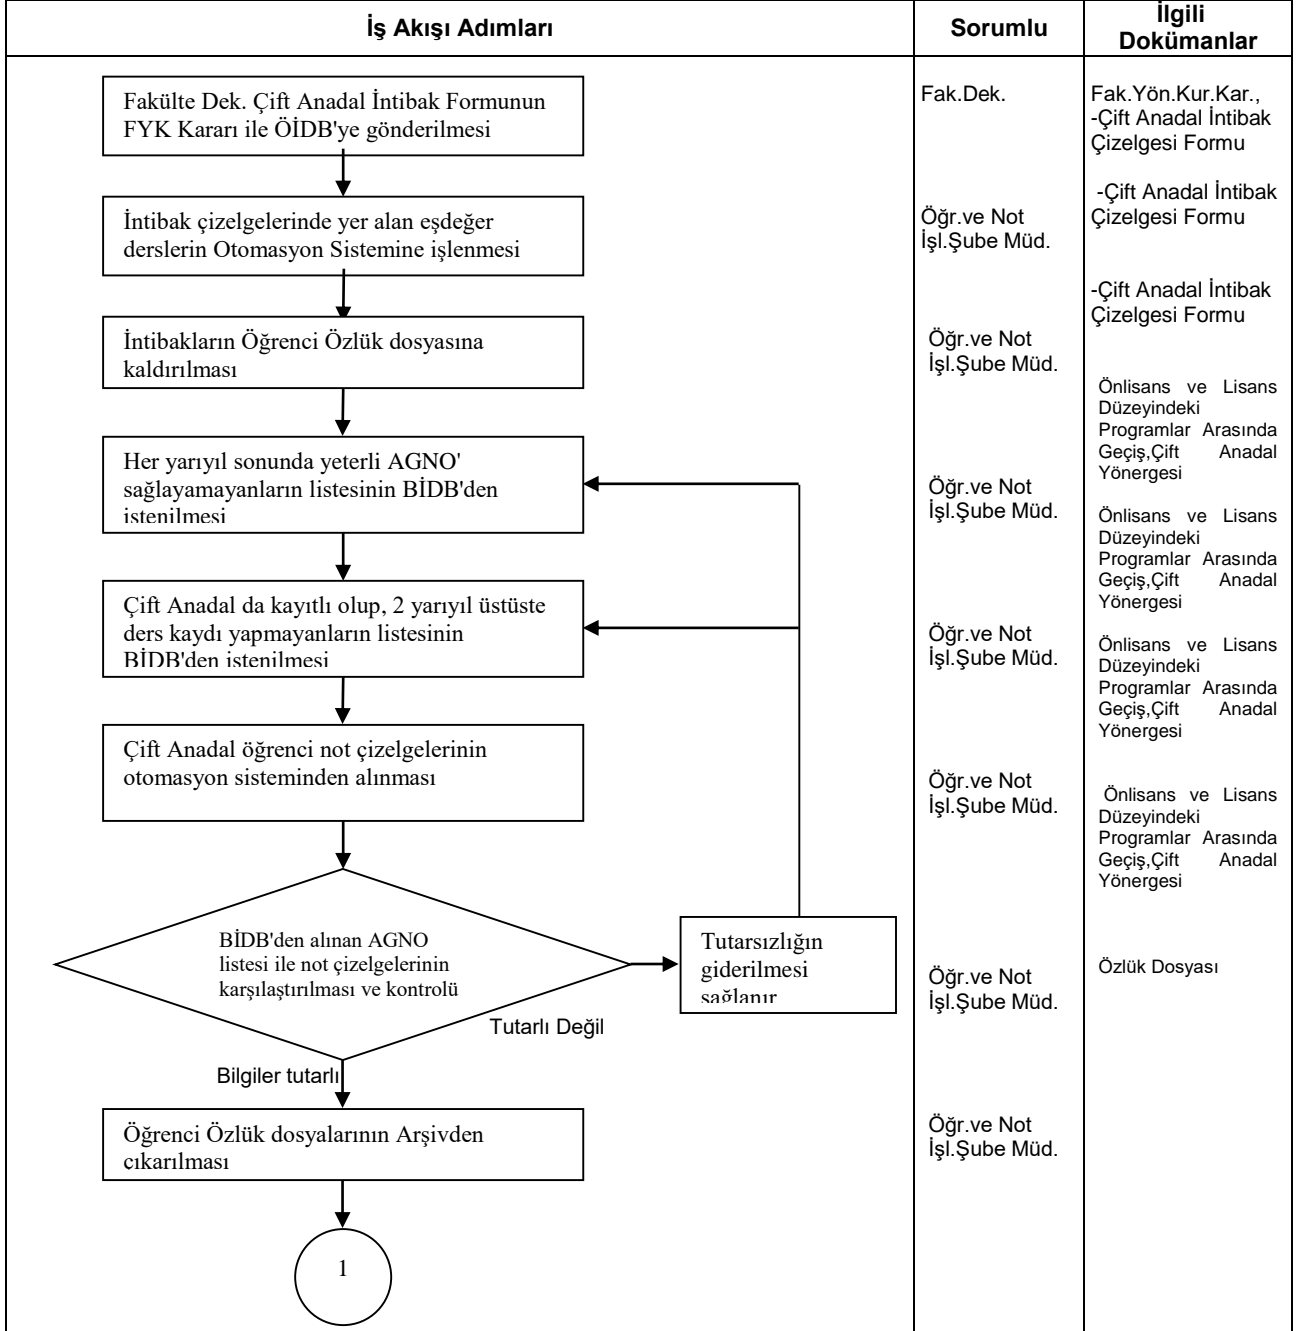 İş Akışı Adımları
Sorumlu
İlgili
Dokümanlar
Fakülte Dek. Çift Anadal İntibak Formunun
FYK Kararı ile ÖİDB'ye gönderilmesi
Fak.Dek.
Fak.Yön.Kur.Kar.,
-Çift Anadal İntibak
Çizelgesi Formu
İntibak çizelgelerinde yer alan eşdeğer
derslerin Otomasyon Sistemine işlenmesi
Öğr.ve Not
İşl.Şube Müd.
-Çift Anadal İntibak
Çizelgesi Formu
İntibakların Öğrenci Özlük dosyasına
kaldırılması
Öğr.ve Not
İşl.Şube Müd.
-Çift Anadal İntibak
Çizelgesi Formu
Her yarıyıl sonunda yeterli AGNO'
sağlayamayanların listesinin BİDB'den
istenilmesi
Öğr.ve Not
İşl.Şube Müd.
Önlisans ve Lisans
Düzeyindeki
Programlar Arasında
Geçiş,Çift Anadal
Yönergesi
Çift Anadal da kayıtlı olup, 2 yarıyıl üstüste
ders kaydı yapmayanların listesinin
BİDB'den istenilmesi
Öğr.ve Not
İşl.Şube Müd.
Önlisans ve Lisans
Düzeyindeki
Programlar Arasında
Geçiş,Çift Anadal
Yönergesi
Çift Anadal öğrenci not çizelgelerinin
otomasyon sisteminden alınması
Öğr.ve Not
İşl.Şube Müd.
Önlisans ve Lisans
Düzeyindeki
Programlar Arasında
Geçiş,Çift Anadal
Yönergesi
BİDB'den alınan AGNO
listesi ile not çizelgelerinin
karşılaştırılması ve kontrolü
Tutarlı Değil
Tutarsızlığın
giderilmesi
sağlanır
Öğr.ve Not
İşl.Şube Müd.
Önlisans ve Lisans
Düzeyindeki
Programlar Arasında
Geçiş,Çift Anadal
Yönergesi
Bilgiler tutarlı
Öğrenci Özlük dosyalarının Arşivden
çıkarılması
Öğr.ve Not
İşl.Şube Müd.
Özlük Dosyası
1